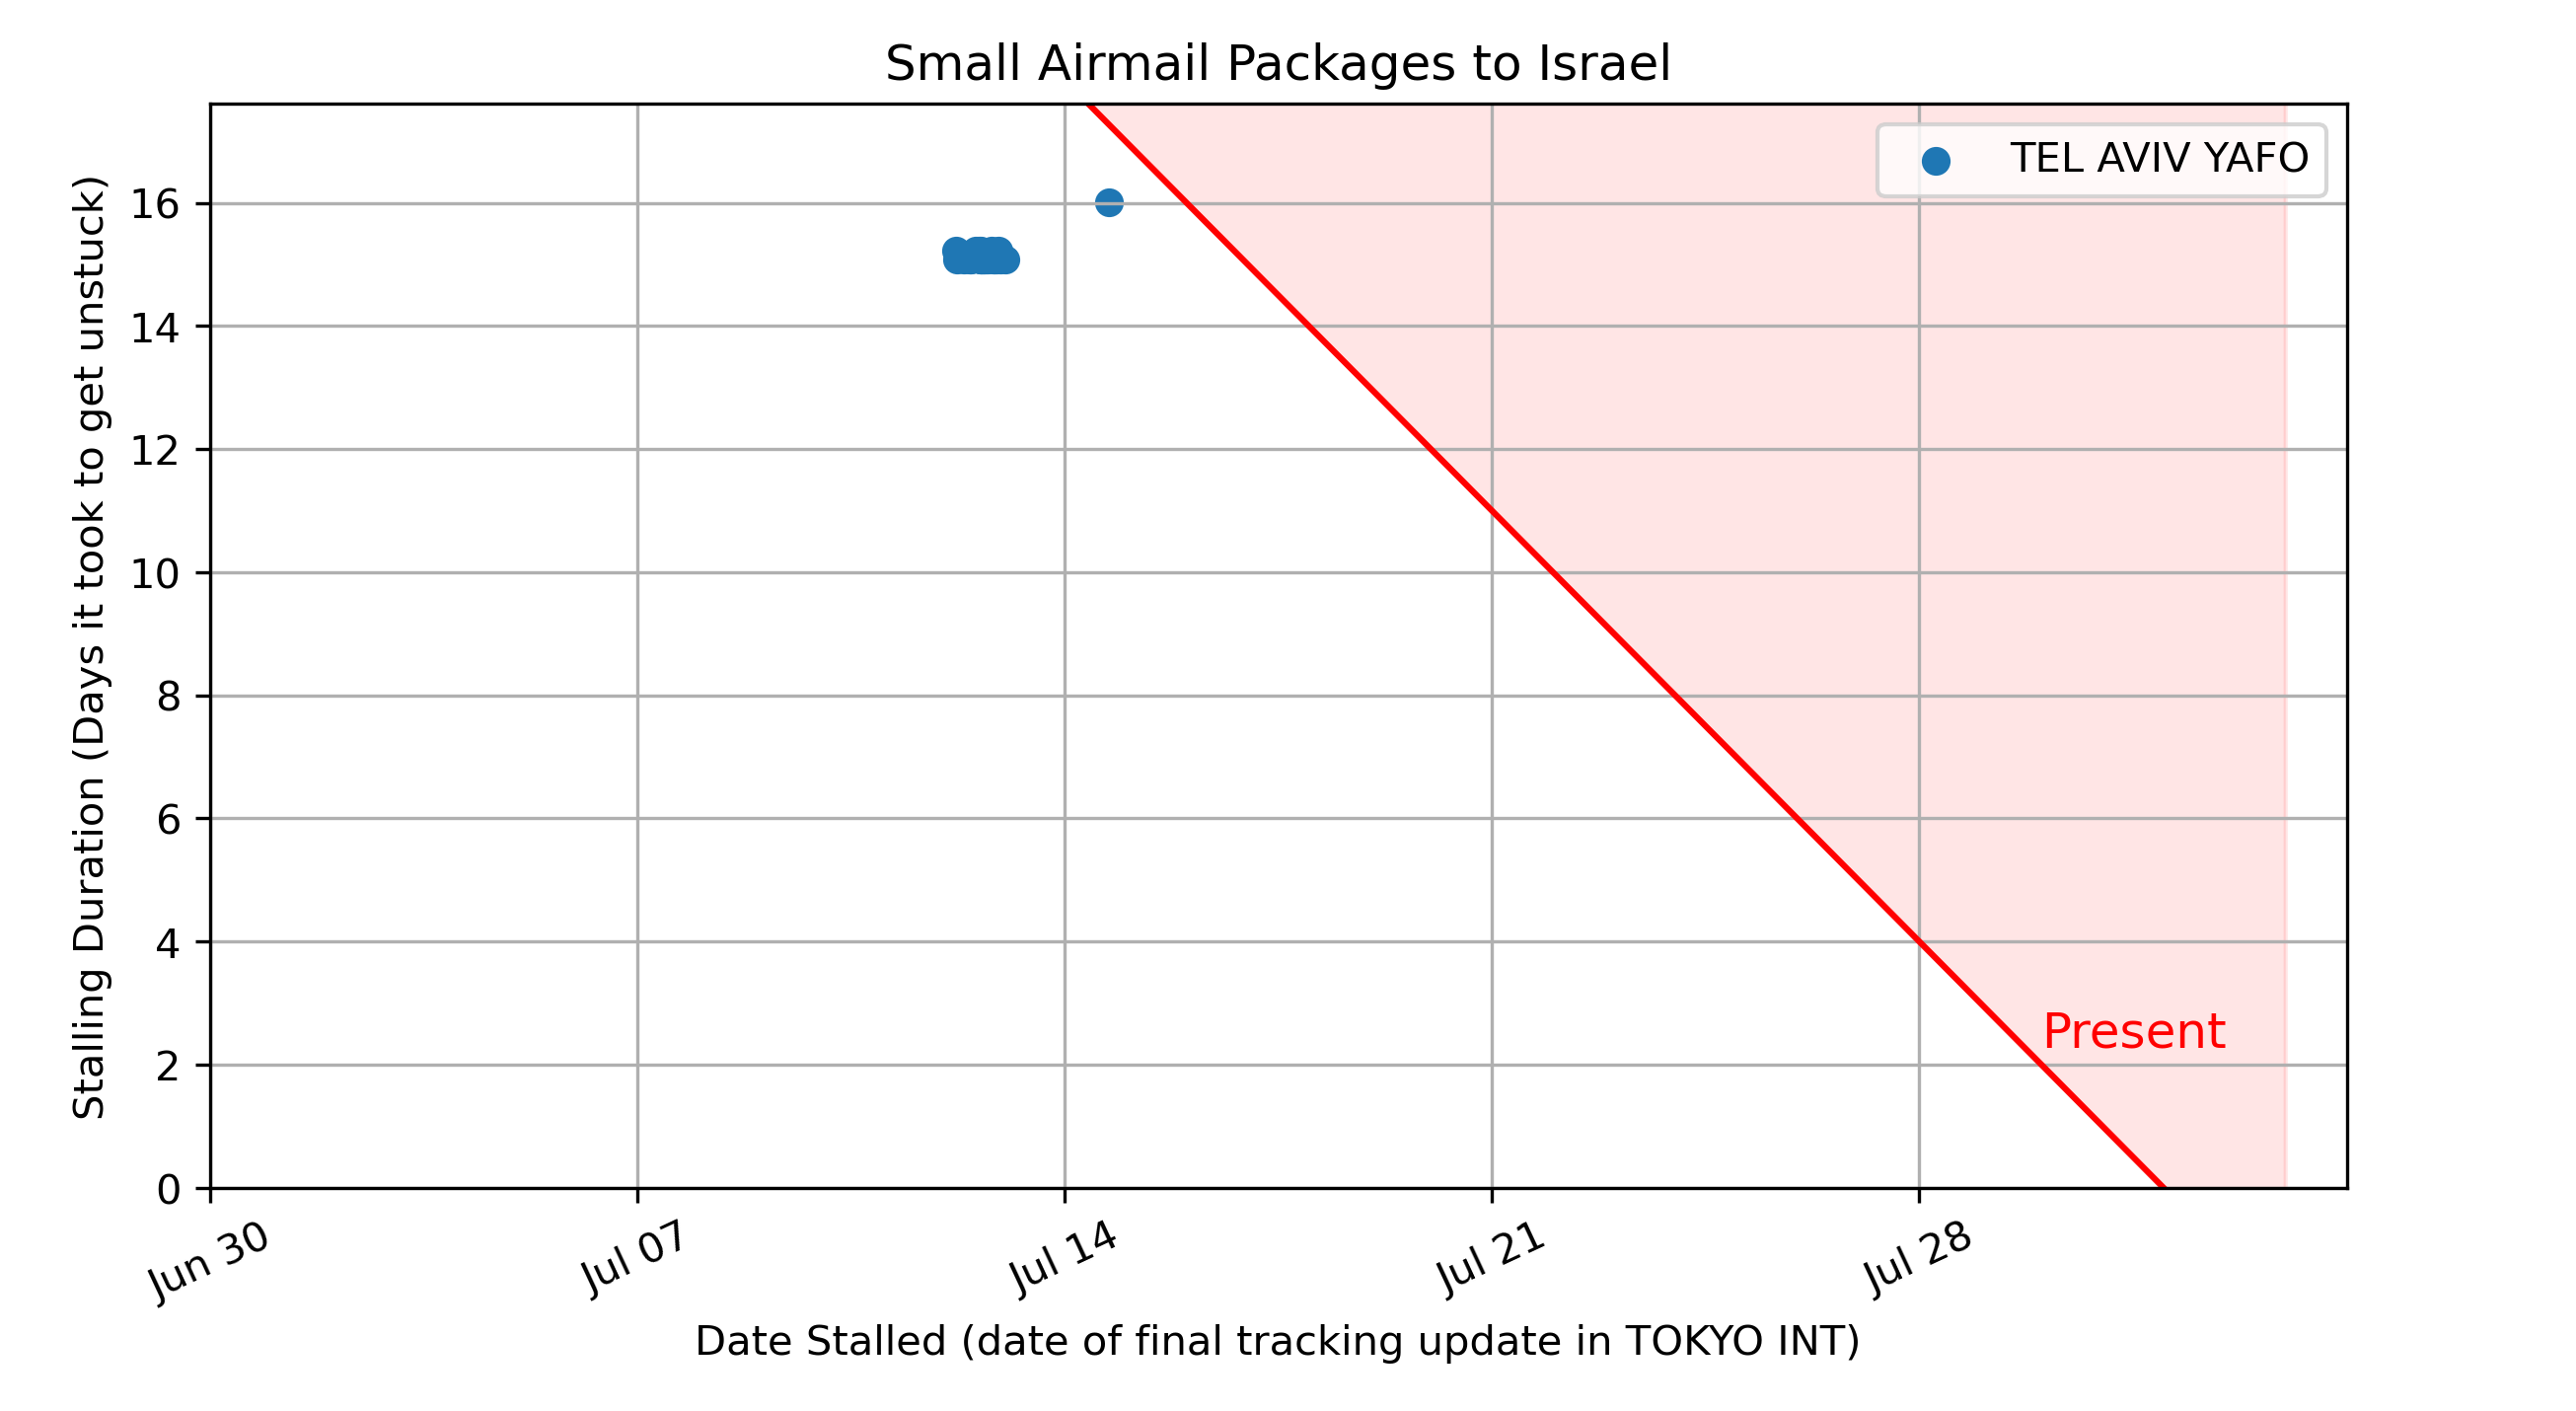 Small Airmail Packages to Israel
TEL AVIV YAFO
Stalling Duration (Days it took to get unstuck)
16
14
12
10
8
6
4
2
0
Present
Jun 30
Jul 07
Jul 14
Jul 21
Jul 28
Date Stalled (date of final tracking update in TOKYO INT)